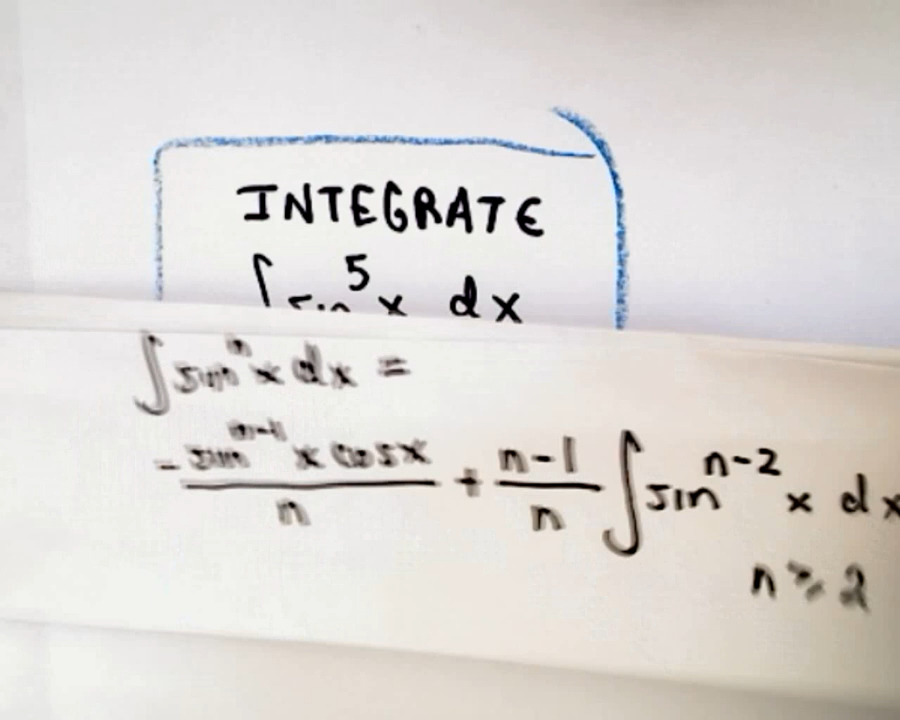 INTEGRATE
∫sin⁵x dx
∫sinⁿx dx =
- sinⁿ⁻¹x cosx / n + n-1 / n ∫sinⁿ⁻²x dx
n ≥ 2